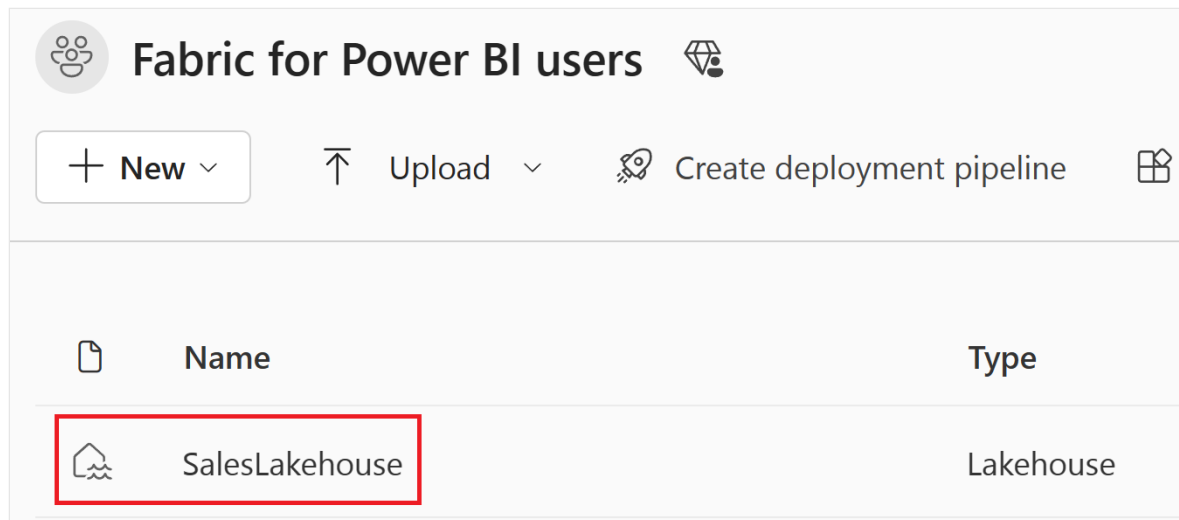 Fabric for Power BI users
New Upload Create deployment pipeline
Name Type
SalesLakehouse Lakehouse